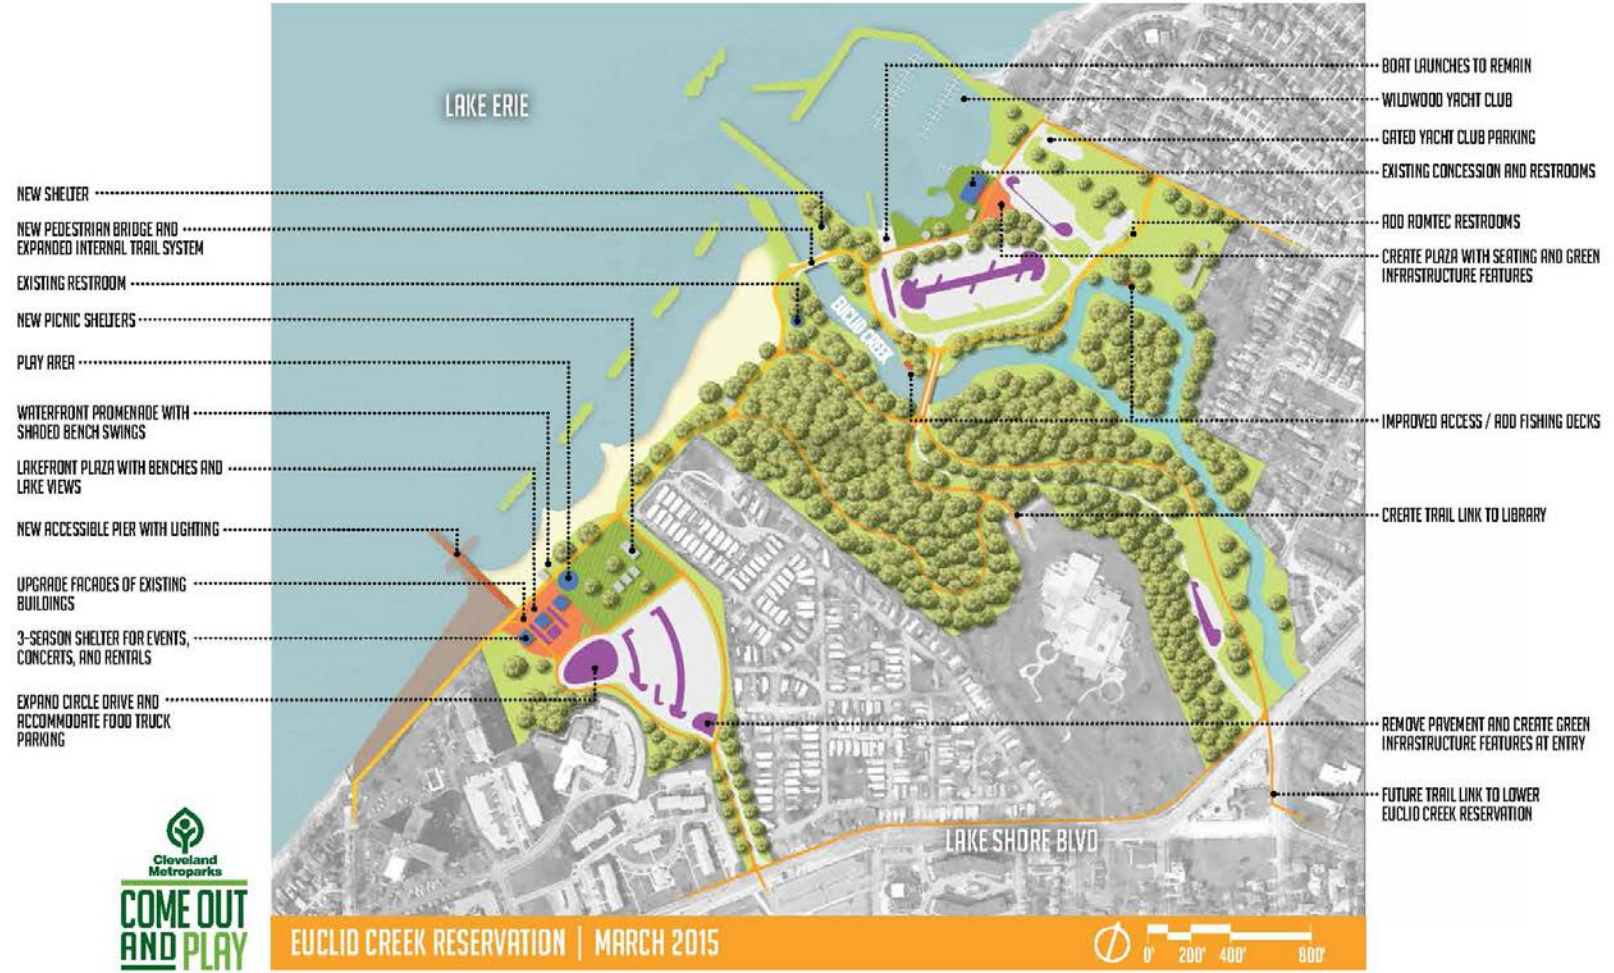 LAKE ERIE
NEW SHELTER
NEW PEDESTRIAN BRIDGE AND
EXPANDED INTERNAL TRAIL SYSTEM
EXISTING RESTROOM
NEW PICNIC SHELTERS
PLAY AREA
WATERFRONT PROMENADE WITH
SHADED BENCH SWINGS
LAKEFRONT PLAZA WITH BENCHES AND
LAKE VIEWS
NEW ACCESSIBLE PIER WITH LIGHTING
UPGRADE FACADES OF EXISTING
BUILDINGS
3-SEASON SHELTER FOR EVENTS,
CONCERTS, AND RENTALS
EXPAND CIRCLE DRIVE AND
ACCOMMODATE FOOD TRUCK
PARKING
BOAT LAUNCHES TO REMAIN
WILDWOOD YACHT CLUB
GATED YACHT CLUB PARKING
EXISTING CONCESSION AND RESTROOMS
ADD ROMTEC RESTROOMS
CREATE PLAZA WITH SEATING AND GREEN
INFRASTRUCTURE FEATURES
IMPROVED ACCESS / ADD FISHING DECKS
CREATE TRAIL LINK TO LIBRARY
REMOVE PAVEMENT AND CREATE GREEN
INFRASTRUCTURE FEATURES AT ENTRY
FUTURE TRAIL LINK TO LOWER
EUCLID CREEK RESERVATION
EUCLID CREEK
LAKE SHORE BLVD
Cleveland
Metroparks
COME OUT
AND PLAY
EUCLID CREEK RESERVATION | MARCH 2015
0' 200' 400' 800'